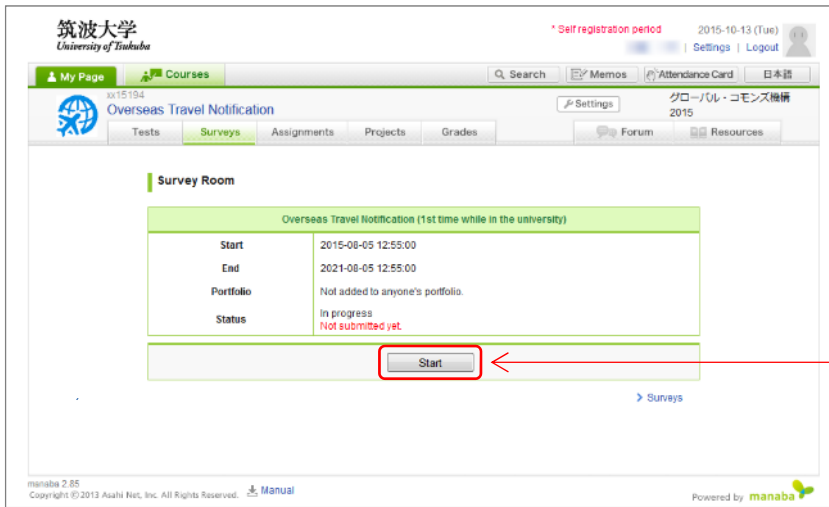 筑波大学
University of Tsukuba
* Self registration period 2015-10-13 (Tue)
| Settings | Logout
My Page Courses Search Memos Attendance Card 日本語
xx15194
Overseas Travel Notification
Settings
グローバル・コモンズ機構
2015
Tests Surveys Assignments Projects Grades Forum Resources
Survey Room
Overseas Travel Notification (1st time while in the university)
Start 2015-08-05 12:55:00
End 2021-08-05 12:55:00
Portfolio Not added to anyone's portfolio.
Status In progress
Not submitted yet.
Start
Surveys
manaba 2.85
Copyright © 2013 Asahi Net, Inc. All Rights Reserved. Manual
Powered by manaba